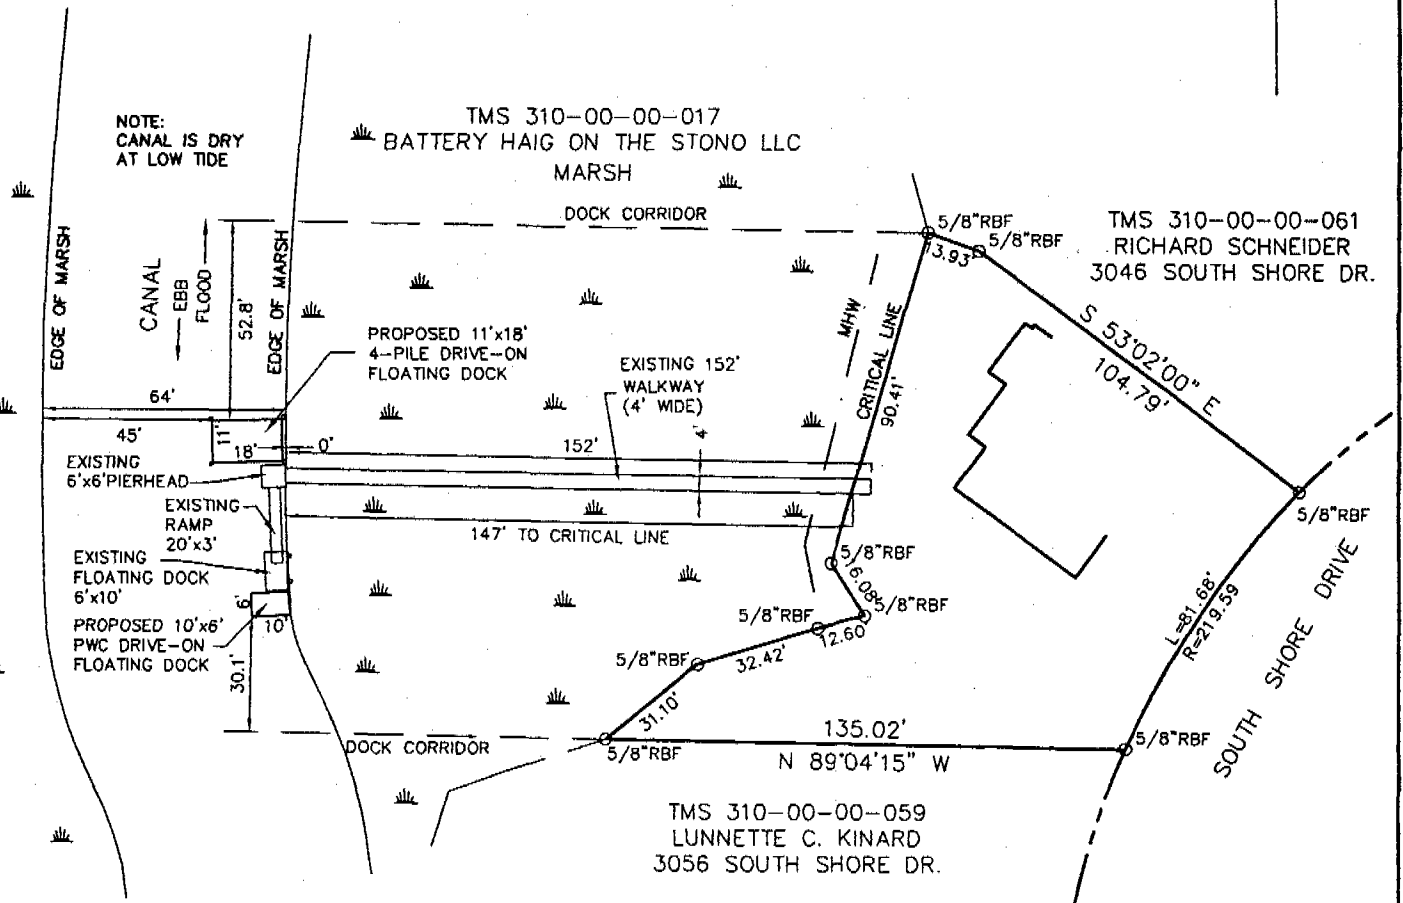 NOTE:
CANAL IS DRY
AT LOW TIDE
TMS 310-00-00-017
BATTERY HAIG ON THE STONO LLC
MARSH
DOCK CORRIDOR
5/8"RBF
5/8"RBF
13.93'
TMS 310-00-00-061
RICHARD SCHNEIDER
3046 SOUTH SHORE DR.
EDGE OF MARSH
CANAL
EBB
FLOOD
52.8'
EDGE OF MARSH
PROPOSED 11'x18'
4-PILE DRIVE-ON
FLOATING DOCK
EXISTING 152'
WALKWAY
(4' WIDE)
MHW
CRITICAL LINE
90.41'
S 53°02'00" E
104.79'
64'
45'
11'
18'
0'
152'
4'
EXISTING
6'x6'PIERHEAD
EXISTING
RAMP
20'x3'
147' TO CRITICAL LINE
5/8"RBF
EXISTING
FLOATING DOCK
6'x10'
5/8"RBF
16.08'
5/8"RBF
5/8"RBF
12.60'
6'
10'
PROPOSED 10'x6'
PWC DRIVE-ON
FLOATING DOCK
30.1'
5/8"RBF
32.42'
31.10'
L=81.68'
R=219.59
SOUTH SHORE DRIVE
DOCK CORRIDOR
5/8"RBF
135.02'
N 89°04'15" W
5/8"RBF
TMS 310-00-00-059
LUNNETTE C. KINARD
3056 SOUTH SHORE DR.